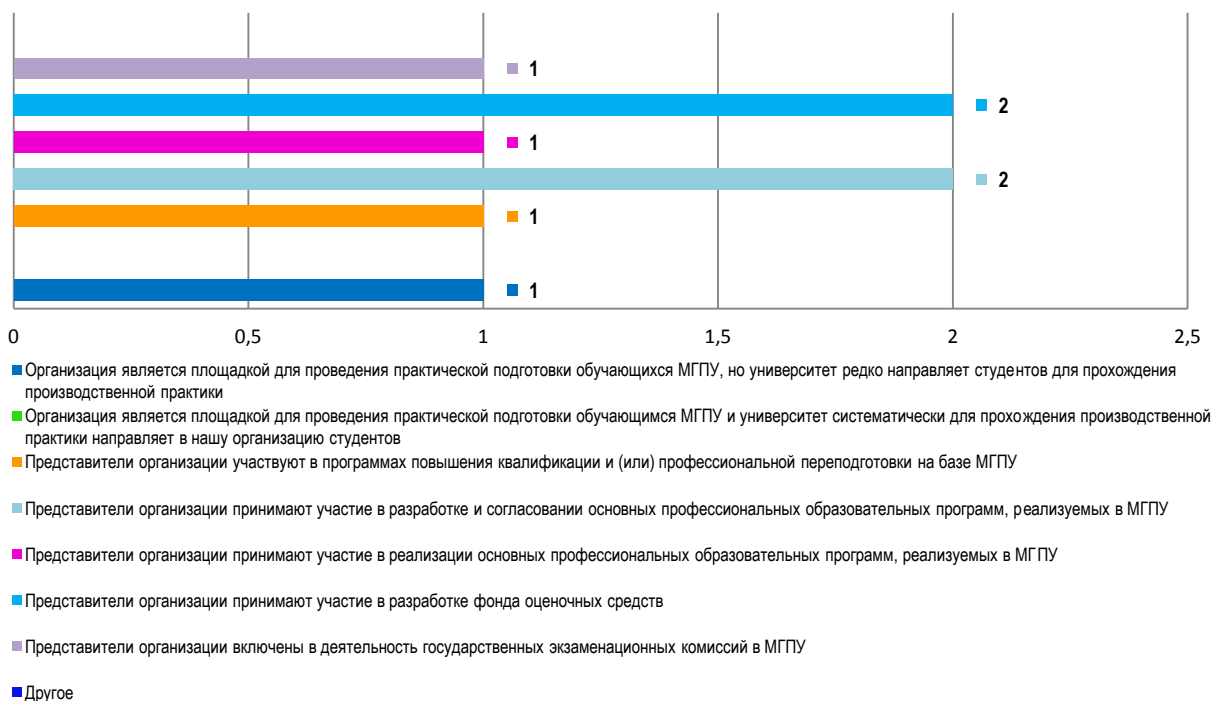 1
2
1
2
1
1
0 0,5 1 1,5 2 2,5
Организация является площадкой для проведения практической подготовки обучающихся МГПУ, но университет редко направляет студентов для прохождения
производственной практики
Организация является площадкой для проведения практической подготовки обучающимся МГПУ и университет систематически для прохождения производственной
практики направляет в нашу организацию студентов
Представители организации участвуют в программах повышения квалификации и (или) профессиональной переподготовки на базе МГПУ
Представители организации принимают участие в разработке и согласовании основных профессиональных образовательных программ, реализуемых в МГПУ
Представители организации принимают участие в реализации основных профессиональных образовательных программ, реализуемых в МГПУ
Представители организации принимают участие в разработке фонда оценочных средств
Представители организации включены в деятельность государственных экзаменационных комиссий в МГПУ
Другое